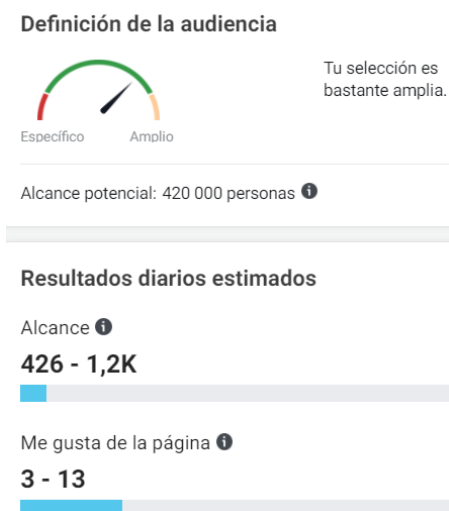 Definición de la audiencia
Tu selección es
bastante amplia.
Específico Amplio
Alcance potencial: 420 000 personas
Resultados diarios estimados
Alcance
426 - 1,2K
Me gusta de la página
3 - 13